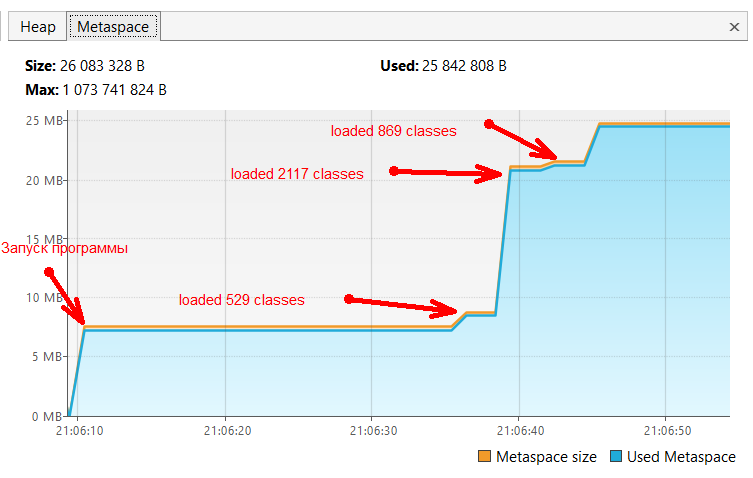 Heap Metaspace ×
Size: 26 083 328 B Used: 25 842 808 B
Max: 1 073 741 824 B
25 MB
loaded 869 classes
20 MB
loaded 2117 classes
15 MB
Запуск программы
10 MB
loaded 529 classes
5 MB
0 MB
21:06:10 21:06:20 21:06:30 21:06:40 21:06:50
Metaspace size Used Metaspace